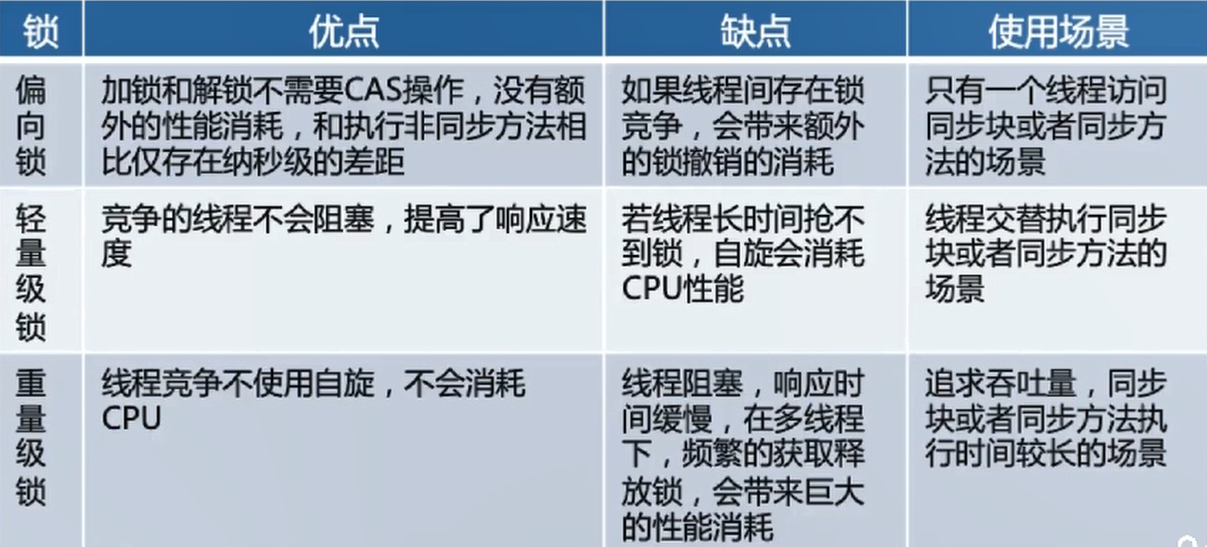 锁 优点 缺点 使用场景
偏向锁
加锁和解锁不需要CAS操作，没有额
外的性能消耗，和执行非同步方法相
比仅存在纳秒级的差距
如果线程间存在锁
竞争，会带来额外
的锁撤销的消耗
只有一个线程访问
同步块或者同步方
法的场景
轻量级锁
竞争的线程不会阻塞，提高了响应速
度
若线程长时间抢不
到锁，自旋会消耗
CPU性能
线程交替执行同步
块或者同步方法的
场景
重量级锁
线程竞争不使用自旋，不会消耗
CPU
线程阻塞，响应时
间缓慢，在多线程
下，频繁的获取释
放锁，会带来巨大
的性能消耗
追求吞吐量，同步
块或者同步方法执
行时间较长的场景